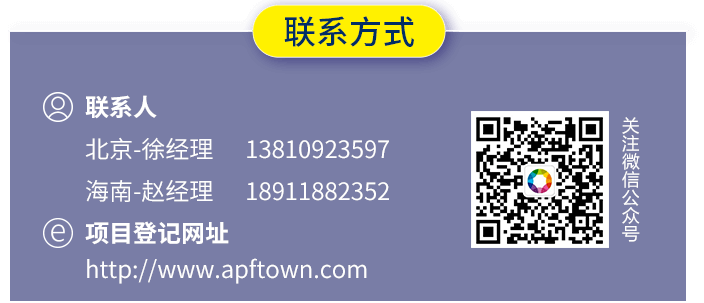 联系方式
联系人
北京-徐经理 13810923597
海南-赵经理 18911882352
e 项目登记网址
http://www.apftown.com
关注微信公众号